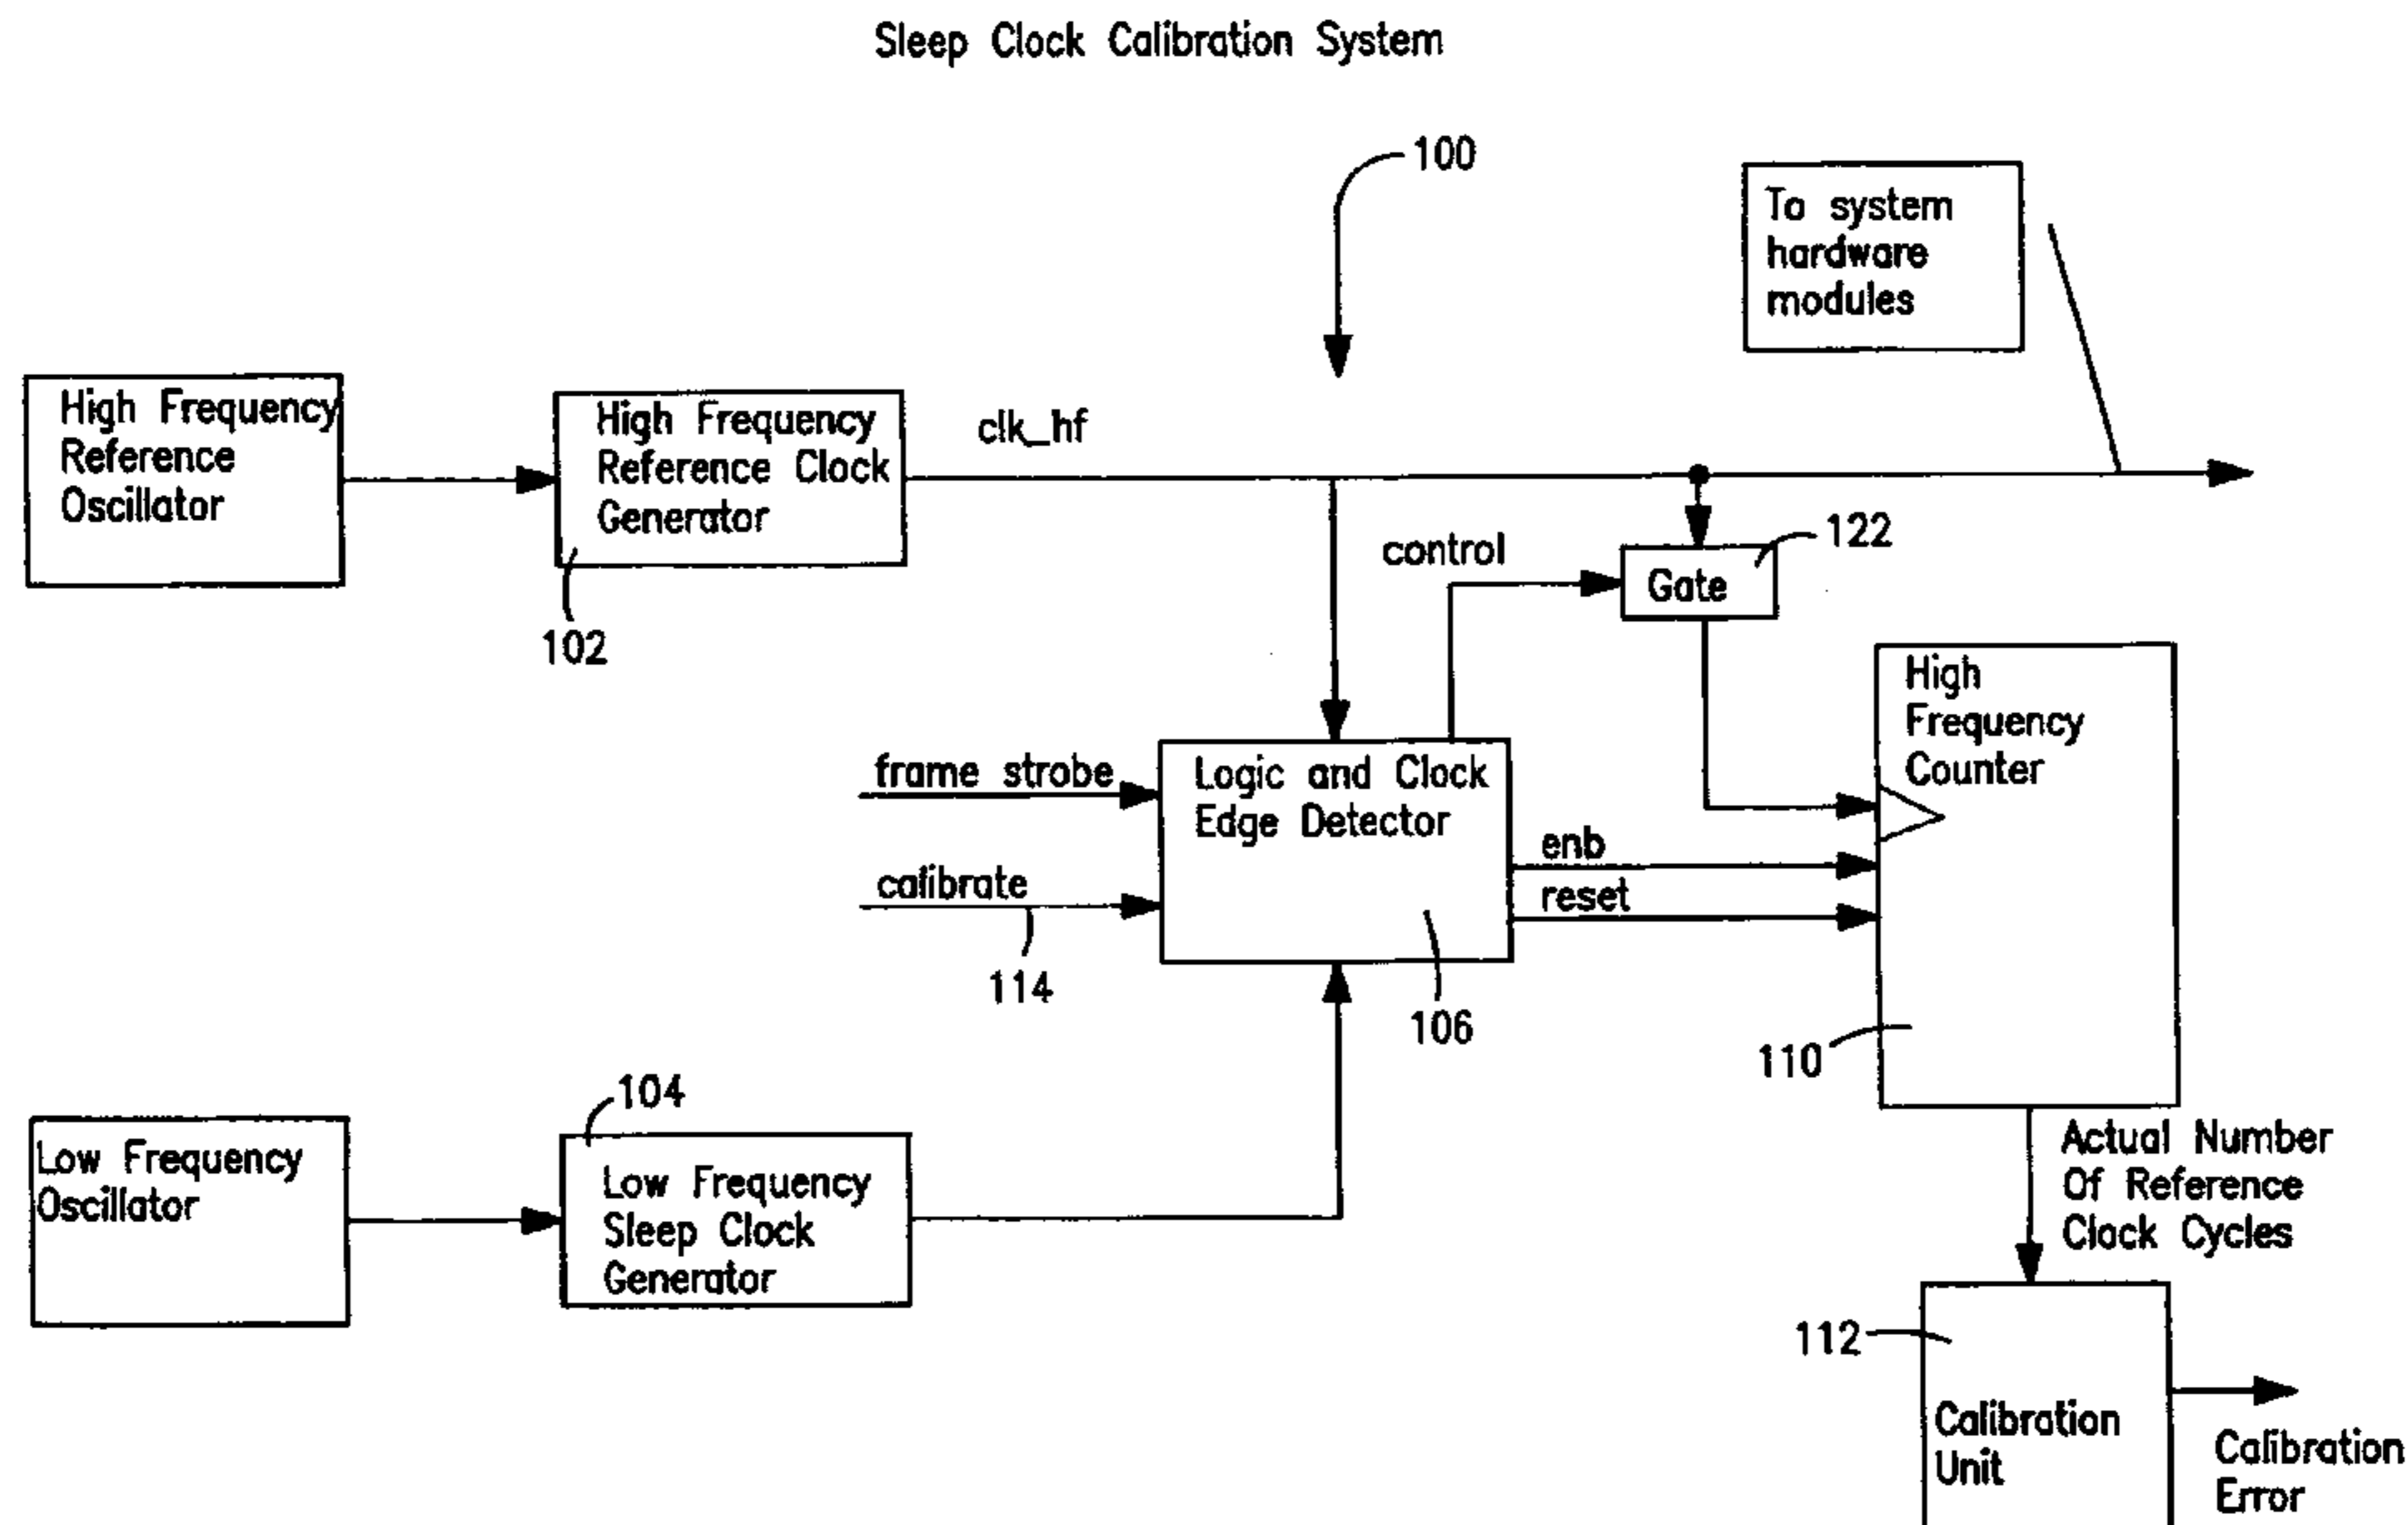 Sleep Clock Calibration System
100
To system
hardware
modules
High Frequency
Reference
Oscillator
High Frequency
Reference Clock
Generator
clk_hf
102
control
122
Gate
High
Frequency
Counter
frame strobe
Logic and Clock
Edge Detector
enb
calibrate
reset
114
106
110
104
Low Frequency
Oscillator
Low Frequency
Sleep Clock
Generator
Actual Number
Of Reference
Clock Cycles
112
Calibration
Unit
Calibration
Error